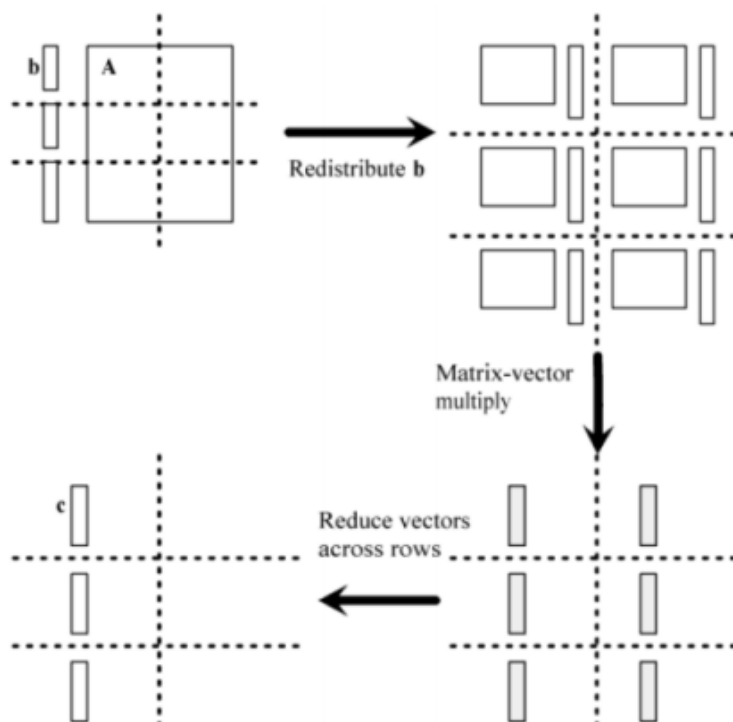 b
A
Redistribute b
Matrix-vector
multiply
c
Reduce vectors
across rows